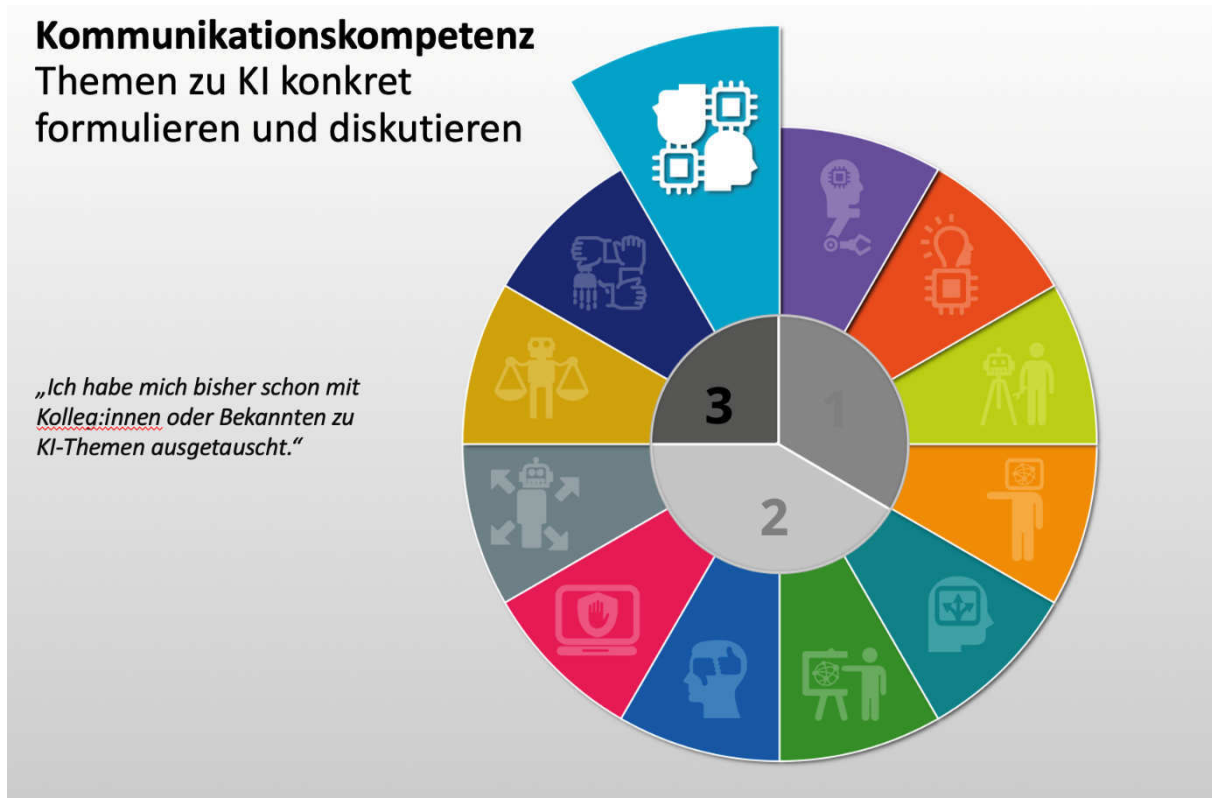 Kommunikationskompetenz
Themen zu KI konkret
formulieren und diskutieren
„Ich habe mich bisher schon mit
Kolleg:innen oder Bekannten zu
KI-Themen ausgetauscht.“
3
1
2